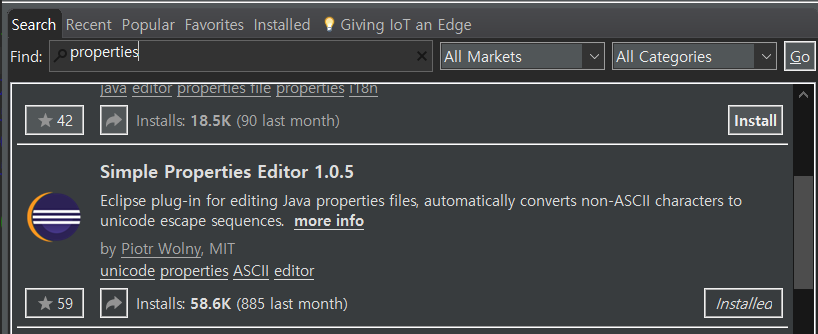 Search Recent Popular Favorites Installed Giving IoT an Edge
Find: properties All Markets All Categories Go
java editor properties file properties i18n
42 Installs: 18.5K (90 last month) Install
Simple Properties Editor 1.0.5
Eclipse plug-in for editing Java properties files, automatically converts non-ASCII characters to
unicode escape sequences. more info
by Piotr Wolny, MIT
unicode properties ASCII editor
59 Installs: 58.6K (885 last month) Installed